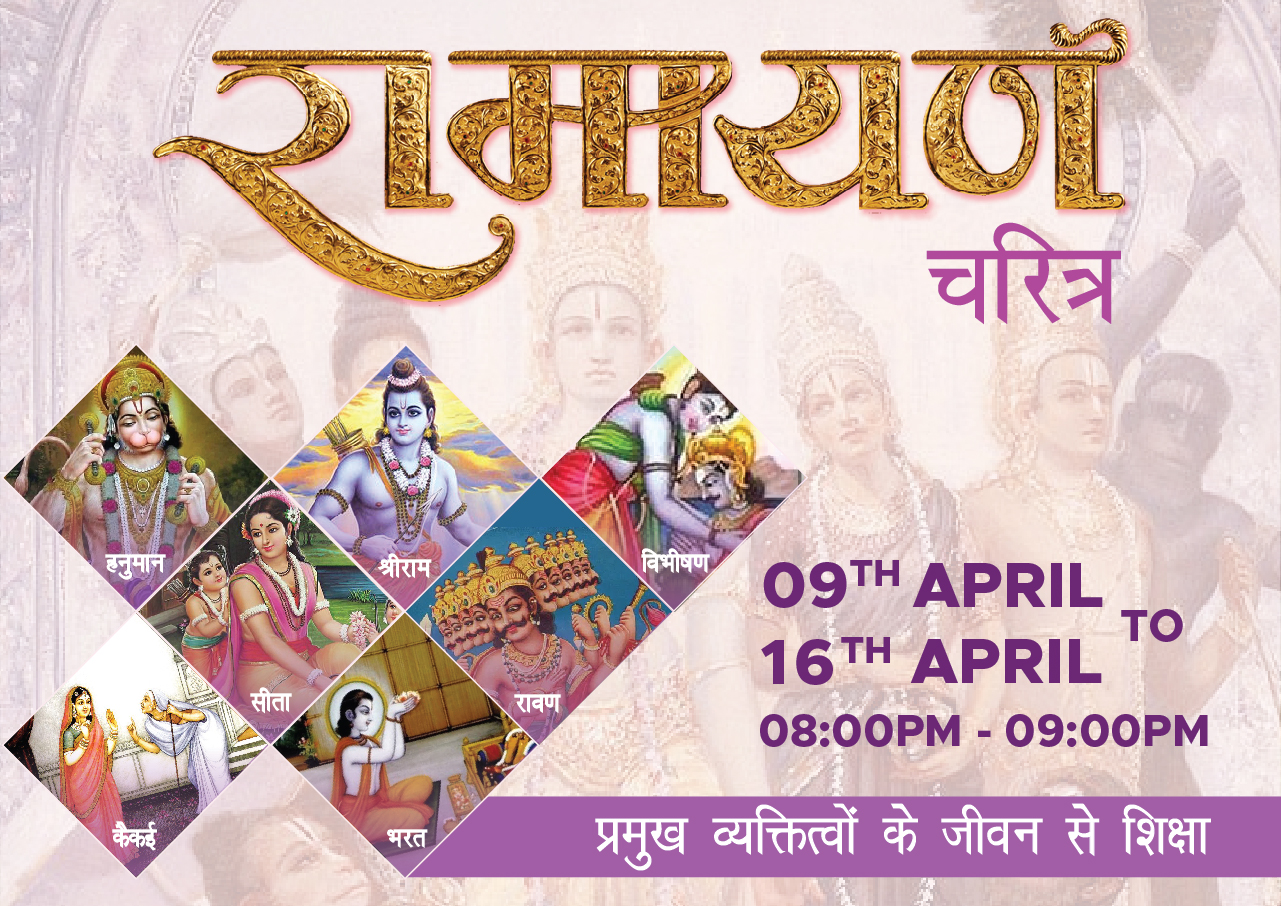 रामायण
चरित्र
हनुमान
श्रीराम
विभीषण
सीता
रावण
कैकई
भरत
09TH APRIL TO
16TH APRIL
08:00PM - 09:00PM
प्रमुख व्यक्तित्वों के जीवन से शिक्षा